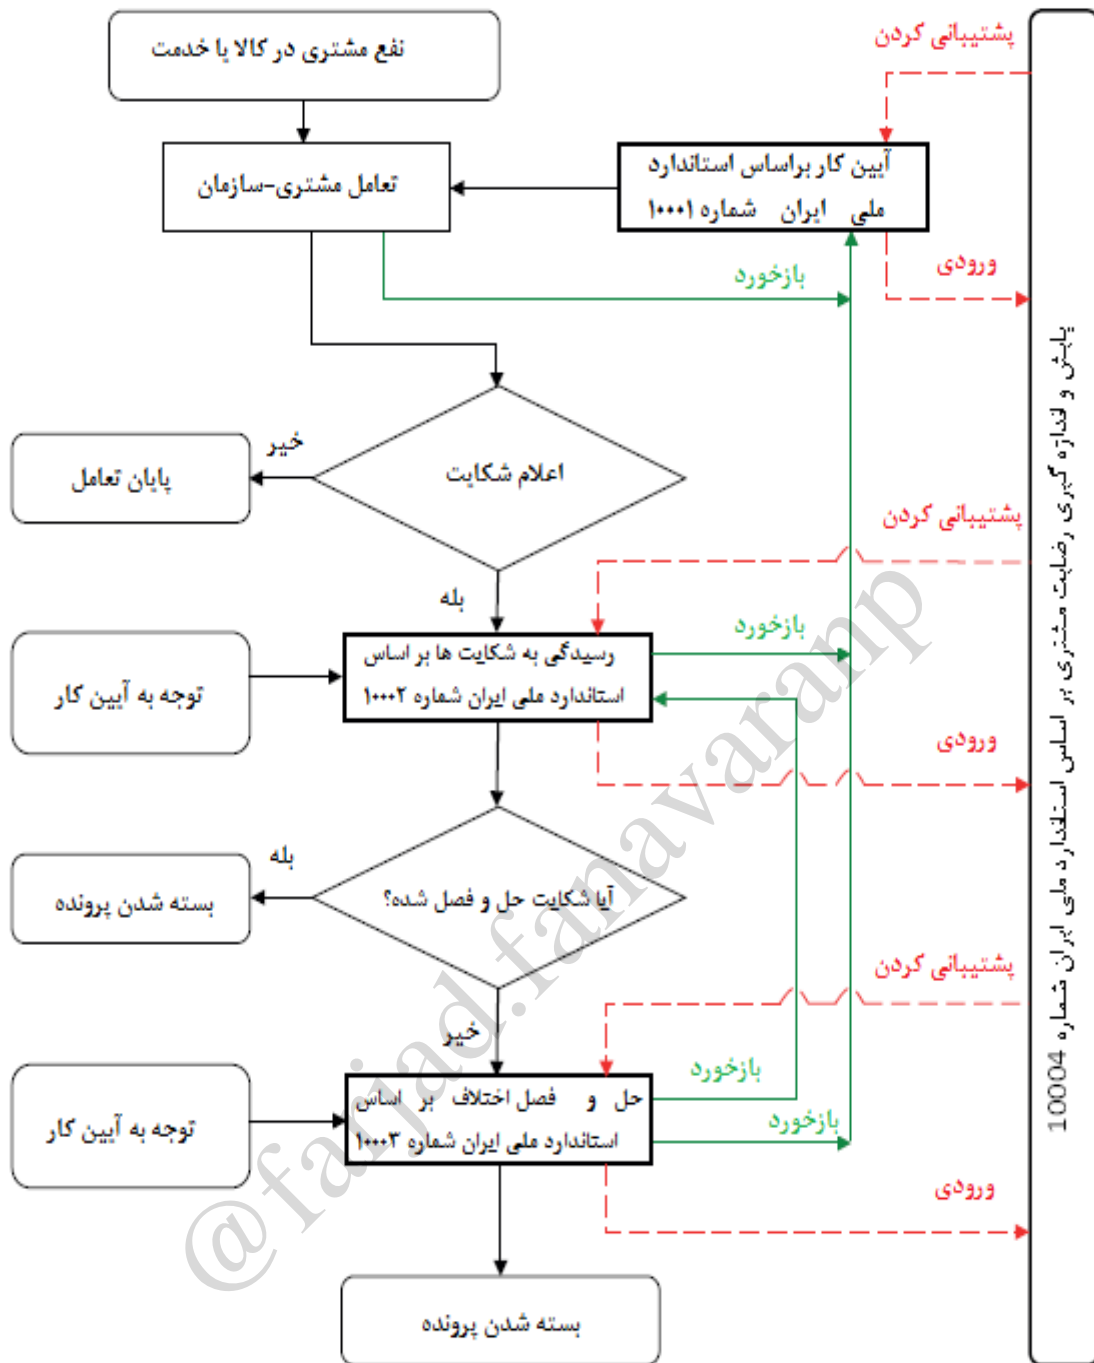 نفع مشتری در کالا یا خدمت
پشتیبانی کردن
آیین کار براساس استاندارد
ملی ایران شماره ۱۰۰۰۱
تعامل مشتری-سازمان
ورودی
بازخورد
اعلام شکایت
خیر
پایان تعامل
پشتیبانی کردن
بله
بازخورد
رسیدگی به شکایت ها بر اساس
استاندارد ملی ایران شماره ۱۰۰۰۲
توجه به آیین کار
ورودی
آیا شکایت حل و فصل شده؟
بله
بسته شدن پرونده
پشتیبانی کردن
خیر
بازخورد
حل و فصل اختلاف بر اساس
استاندارد ملی ایران شماره ۱۰۰۰۳
بازخورد
توجه به آیین کار
ورودی
بسته شدن پرونده
پایش و اندازه گیری رضایت مشتری بر اساس استاندارد ملی ایران شماره 10004
@farjad.fanavaranp